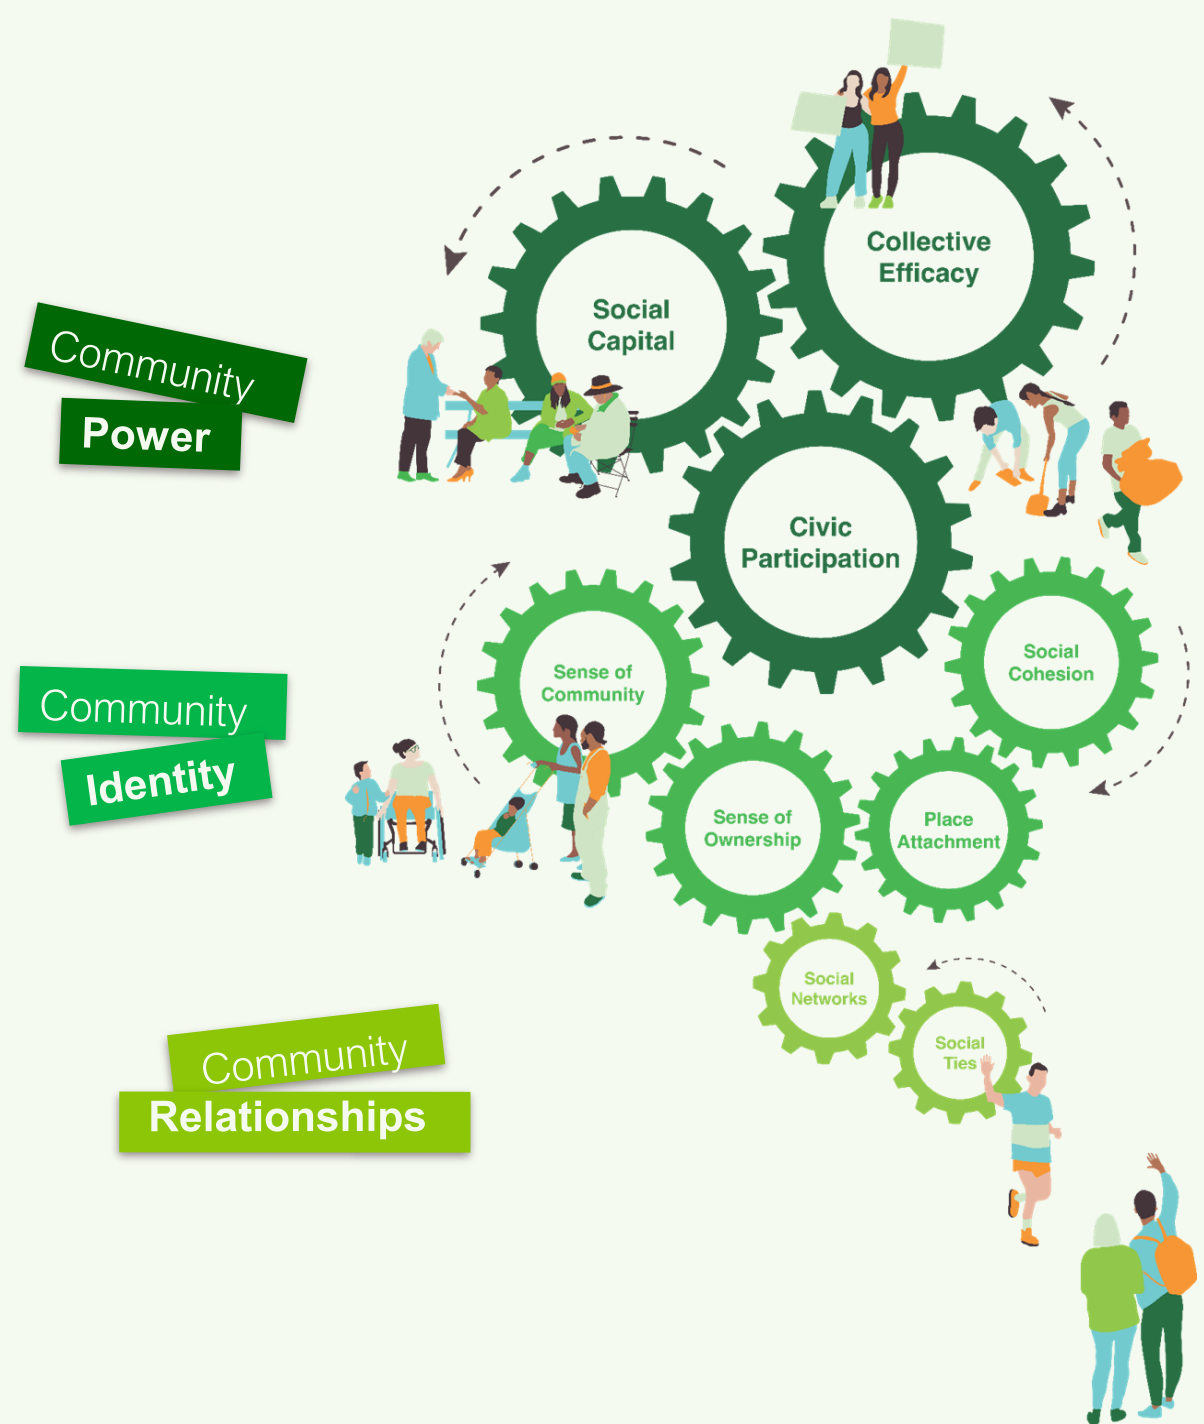 Collective
Efficacy
Social
Capital
Community
Power
Civic
Participation
Social
Cohesion
Sense of
Community
Community
Identity
Sense of
Ownership
Place
Attachment
Social
Networks
Social
Ties
Community
Relationships